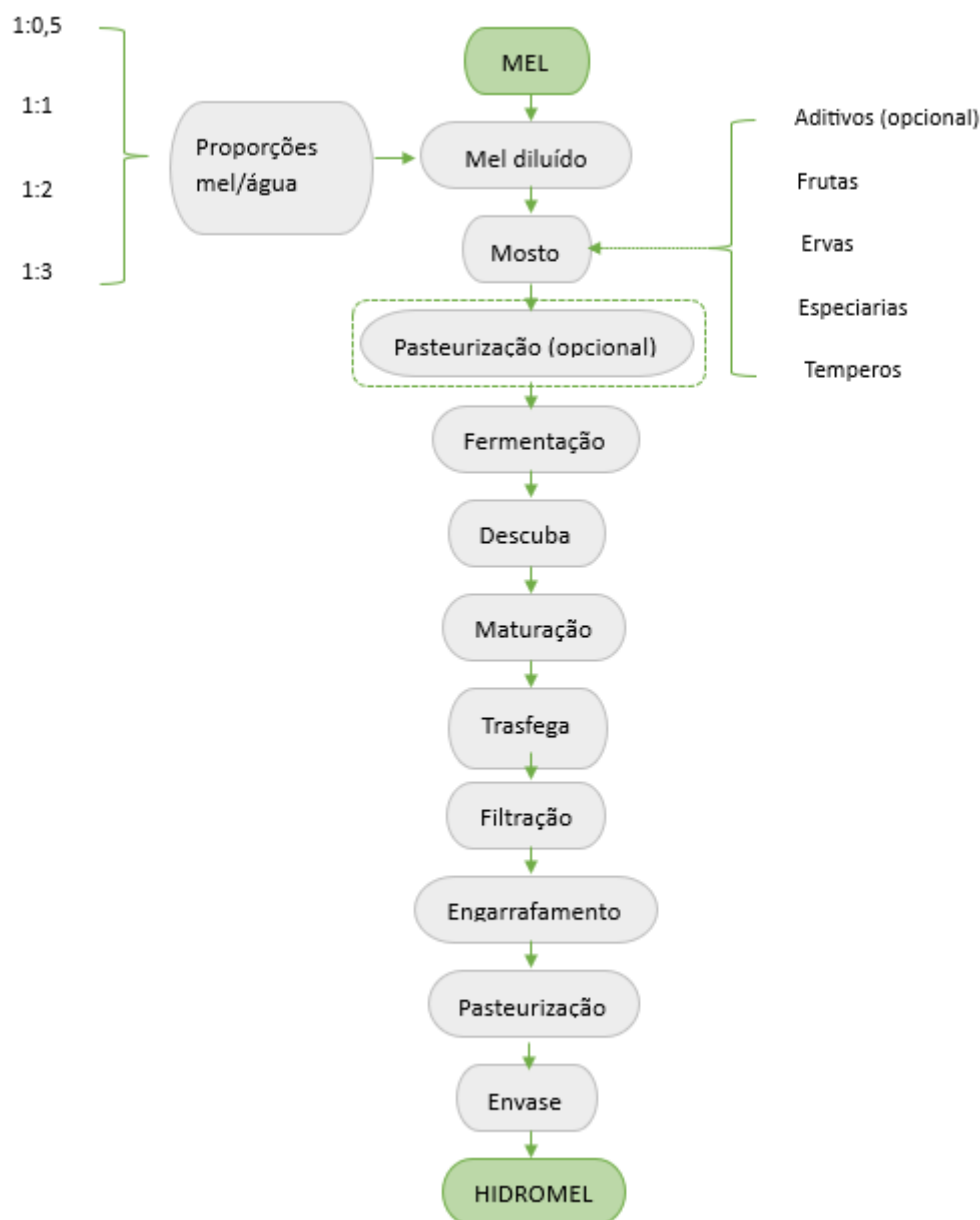 1:0,5
1:1
1:2
1:3
Proporções
mel/água
MEL
Mel diluído
Mosto
Aditivos (opcional)
Frutas
Ervas
Especiarias
Temperos
Pasteurização (opcional)
Fermentação
Descuba
Maturação
Trasfega
Filtração
Engarrafamento
Pasteurização
Envase
HIDROMEL